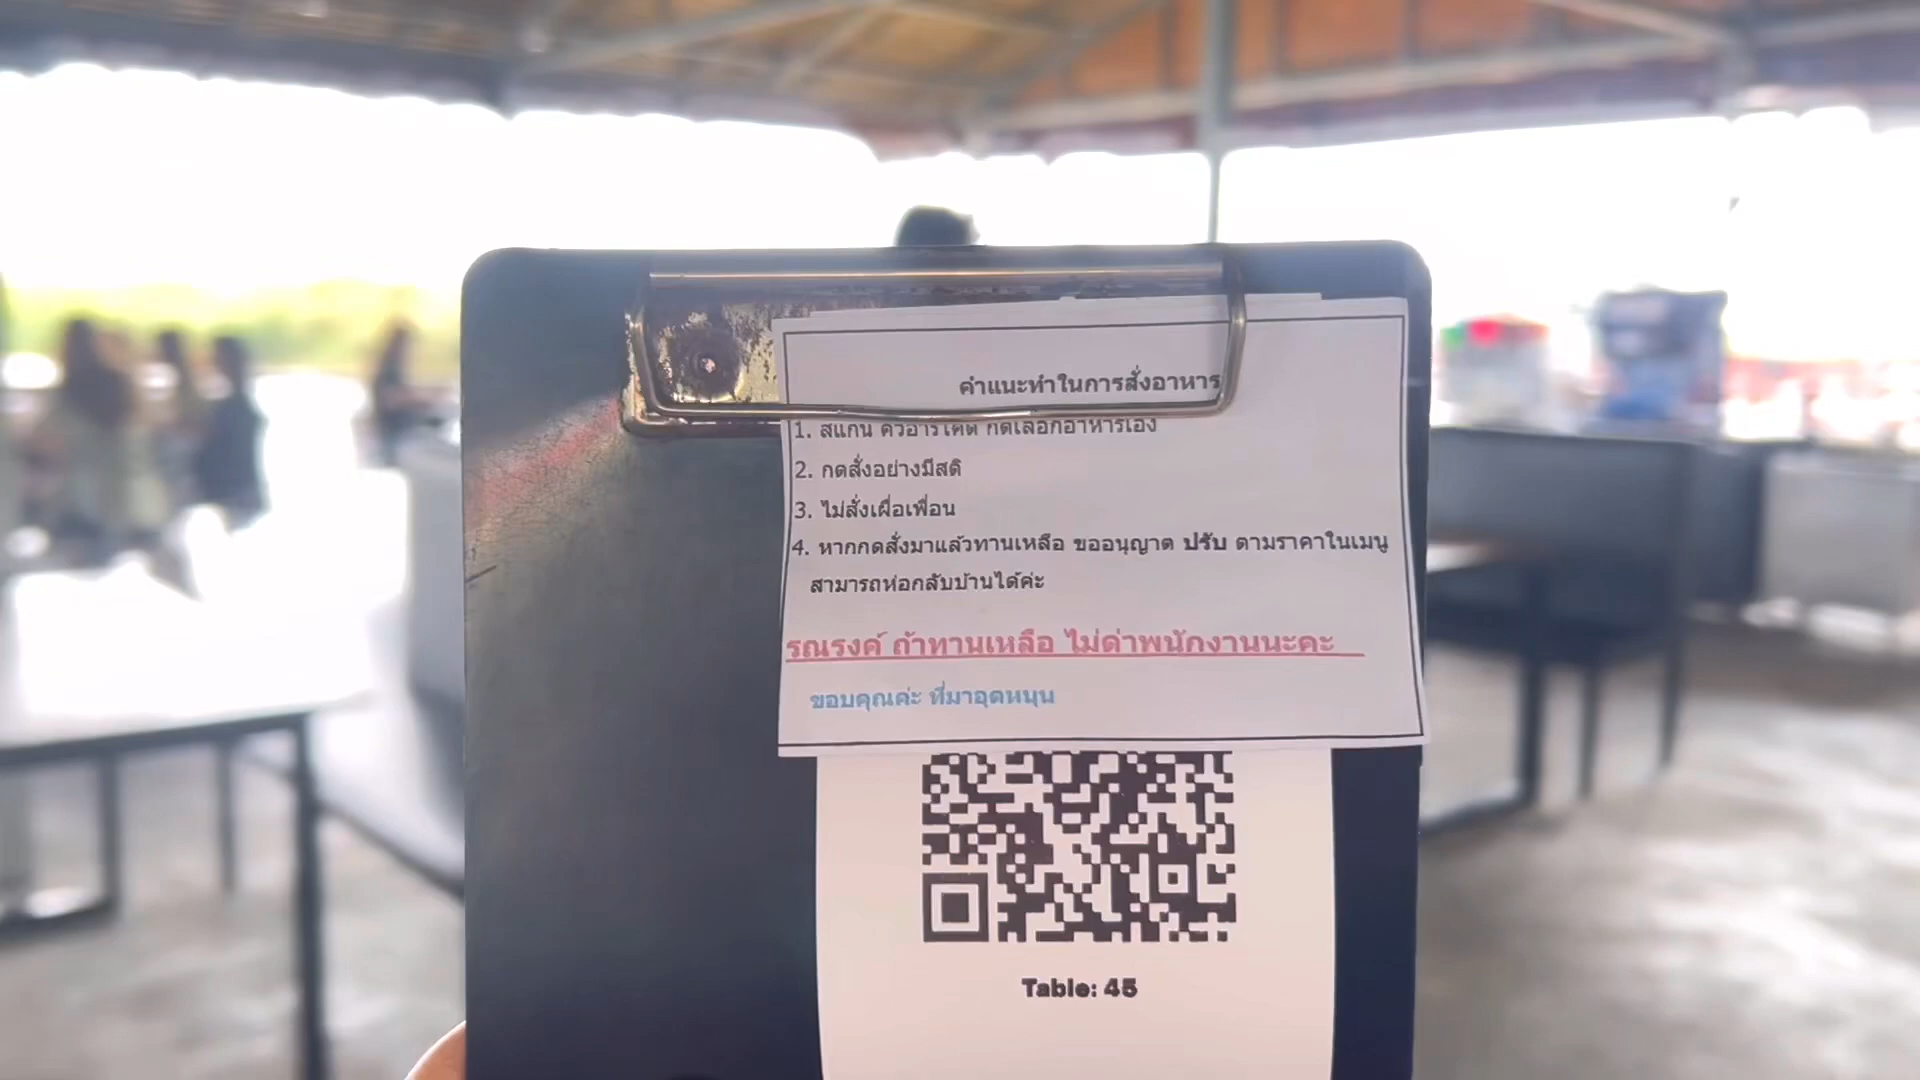 คำแนะนำในการสั่งอาหาร
1. สแกน คิวอาร์โค้ด กดเลือกอาหารเอง
2. กดสั่งอย่างมีสติ
3. ไม่สั่งเผื่อเพื่อน
4. หากกดสั่งมาแล้วทานเหลือ ขออนุญาต ปรับ ตามราคาในเมนู
สามารถห่อกลับบ้านได้ค่ะ
รณรงค์ ถ้าทานเหลือ ไม่ด่าพนักงานนะคะ
ขอบคุณค่ะ ที่มาอุดหนุน
Table: 45